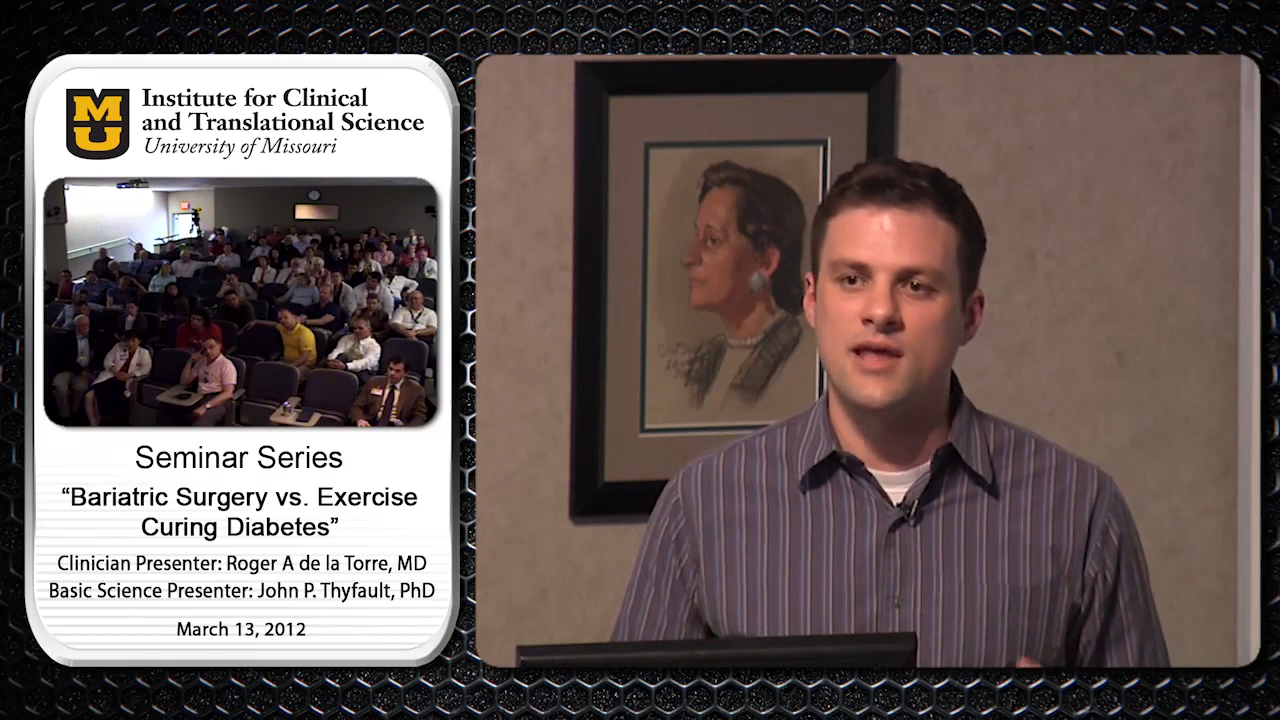 MU
Institute for Clinical
and Translational Science
University of Missouri
Seminar Series
“Bariatric Surgery vs. Exercise
Curing Diabetes”
Clinician Presenter: Roger A de la Torre, MD
Basic Science Presenter: John P. Thyfault, PhD
March 13, 2012